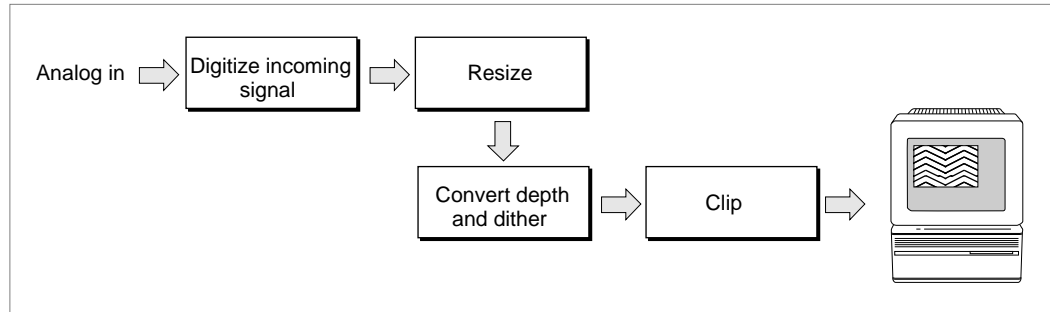 Analog in
Digitize incoming
signal
Resize
Convert depth
and dither
Clip